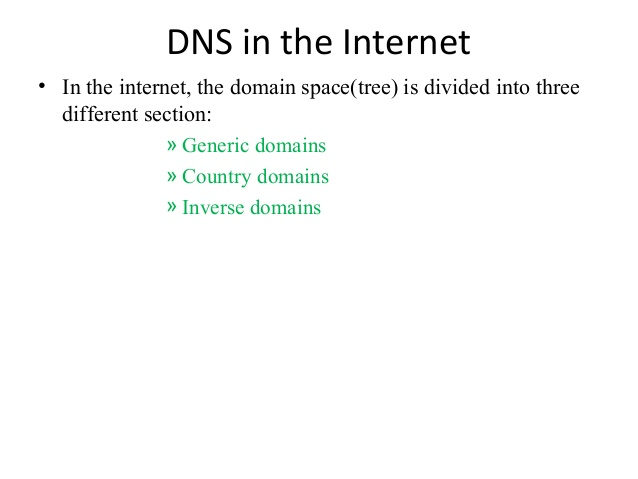 DNS in the Internet
• In the internet, the domain space(tree) is divided into three
different section:
» Generic domains
» Country domains
» Inverse domains